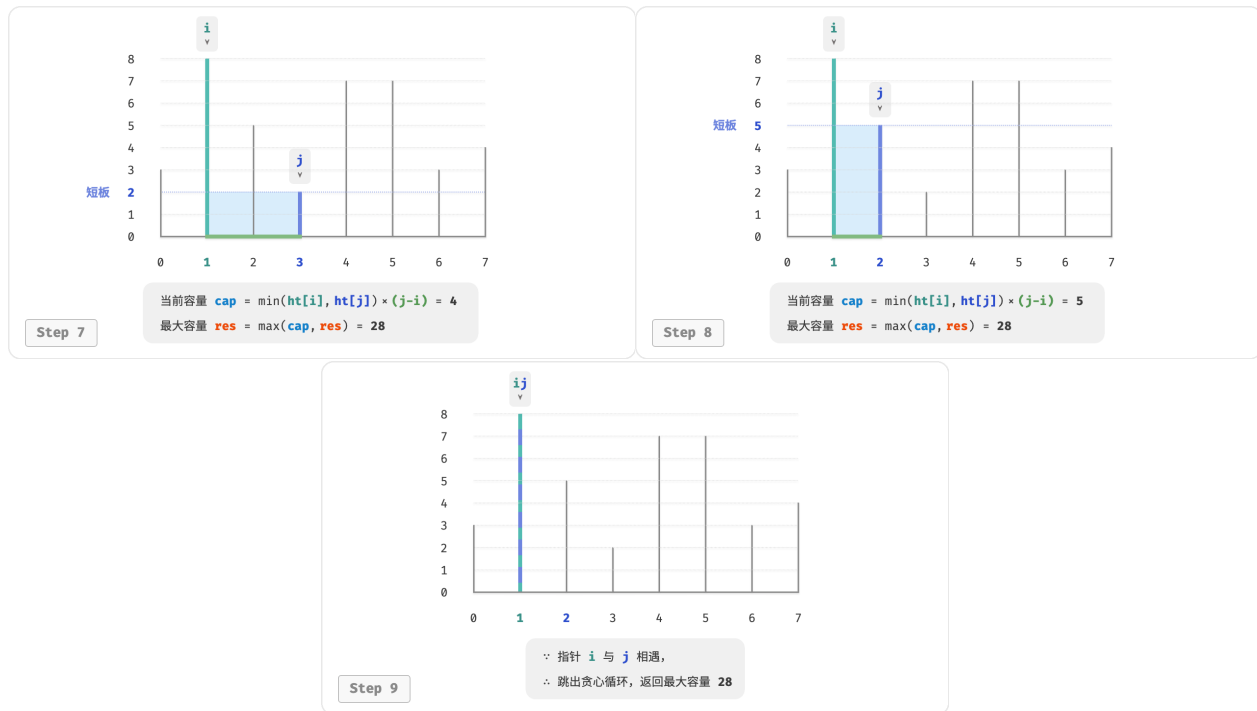 i
8
7
6
5
4
3
短板 2
1
0
j
0 1 2 3 4 5 6 7
当前容量 cap = min(ht[i], ht[j]) × (j-i) = 4
最大容量 res = max(cap, res) = 28
Step 7
i
8
7
6
短板 5
4
3
2
1
0
j
0 1 2 3 4 5 6 7
当前容量 cap = min(ht[i], ht[j]) × (j-i) = 5
最大容量 res = max(cap, res) = 28
Step 8
ij
8
7
6
5
4
3
2
1
0
0 1 2 3 4 5 6 7
∵ 指针 i 与 j 相遇，
∴ 跳出贪心循环，返回最大容量 28
Step 9